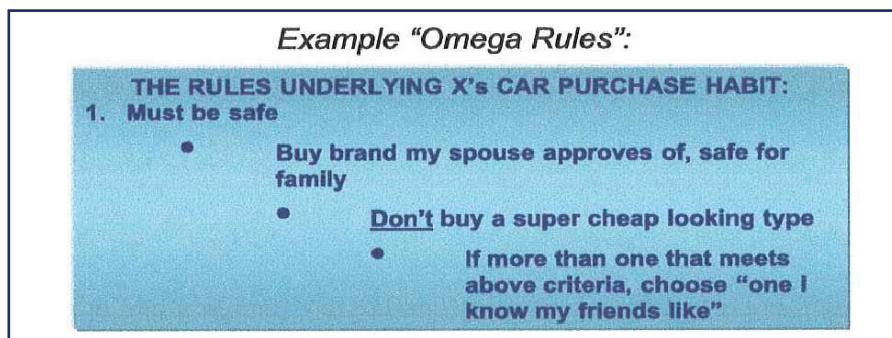 Example “Omega Rules”:
THE RULES UNDERLYING X's CAR PURCHASE HABIT:
1. Must be safe
• Buy brand my spouse approves of, safe for
family
• Don't buy a super cheap looking type
• If more than one that meets
above criteria, choose “one I
know my friends like”